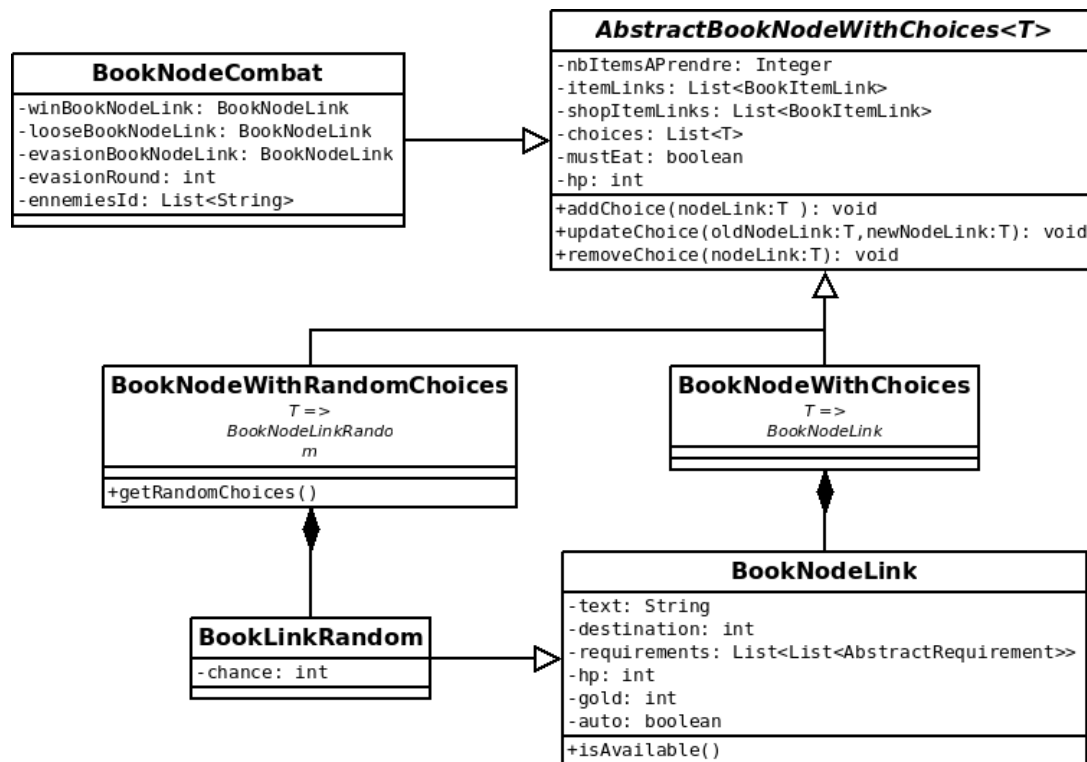 AbstractBookNodeWithChoices<T>
-nbItemsAPrendre: Integer
-itemLinks: List<BookItemLink>
-shopItemLinks: List<BookItemLink>
-choices: List<T>
-mustEat: boolean
-hp: int
+addChoice(nodeLink:T ): void
+updateChoice(oldNodeLink:T,newNodeLink:T): void
+removeChoice(nodeLink:T): void
BookNodeCombat
-winBookNodeLink: BookNodeLink
-looseBookNodeLink: BookNodeLink
-evasionBookNodeLink: BookNodeLink
-evasionRound: int
-ennemiesId: List<String>
BookNodeWithRandomChoices
T =>
BookNodeLinkRando
m
+getRandomChoices()
BookNodeWithChoices
T =>
BookNodeLink
BookLinkRandom
-chance: int
BookNodeLink
-text: String
-destination: int
-requirements: List<List<AbstractRequirement>>
-hp: int
-gold: int
-auto: boolean
+isAvailable()